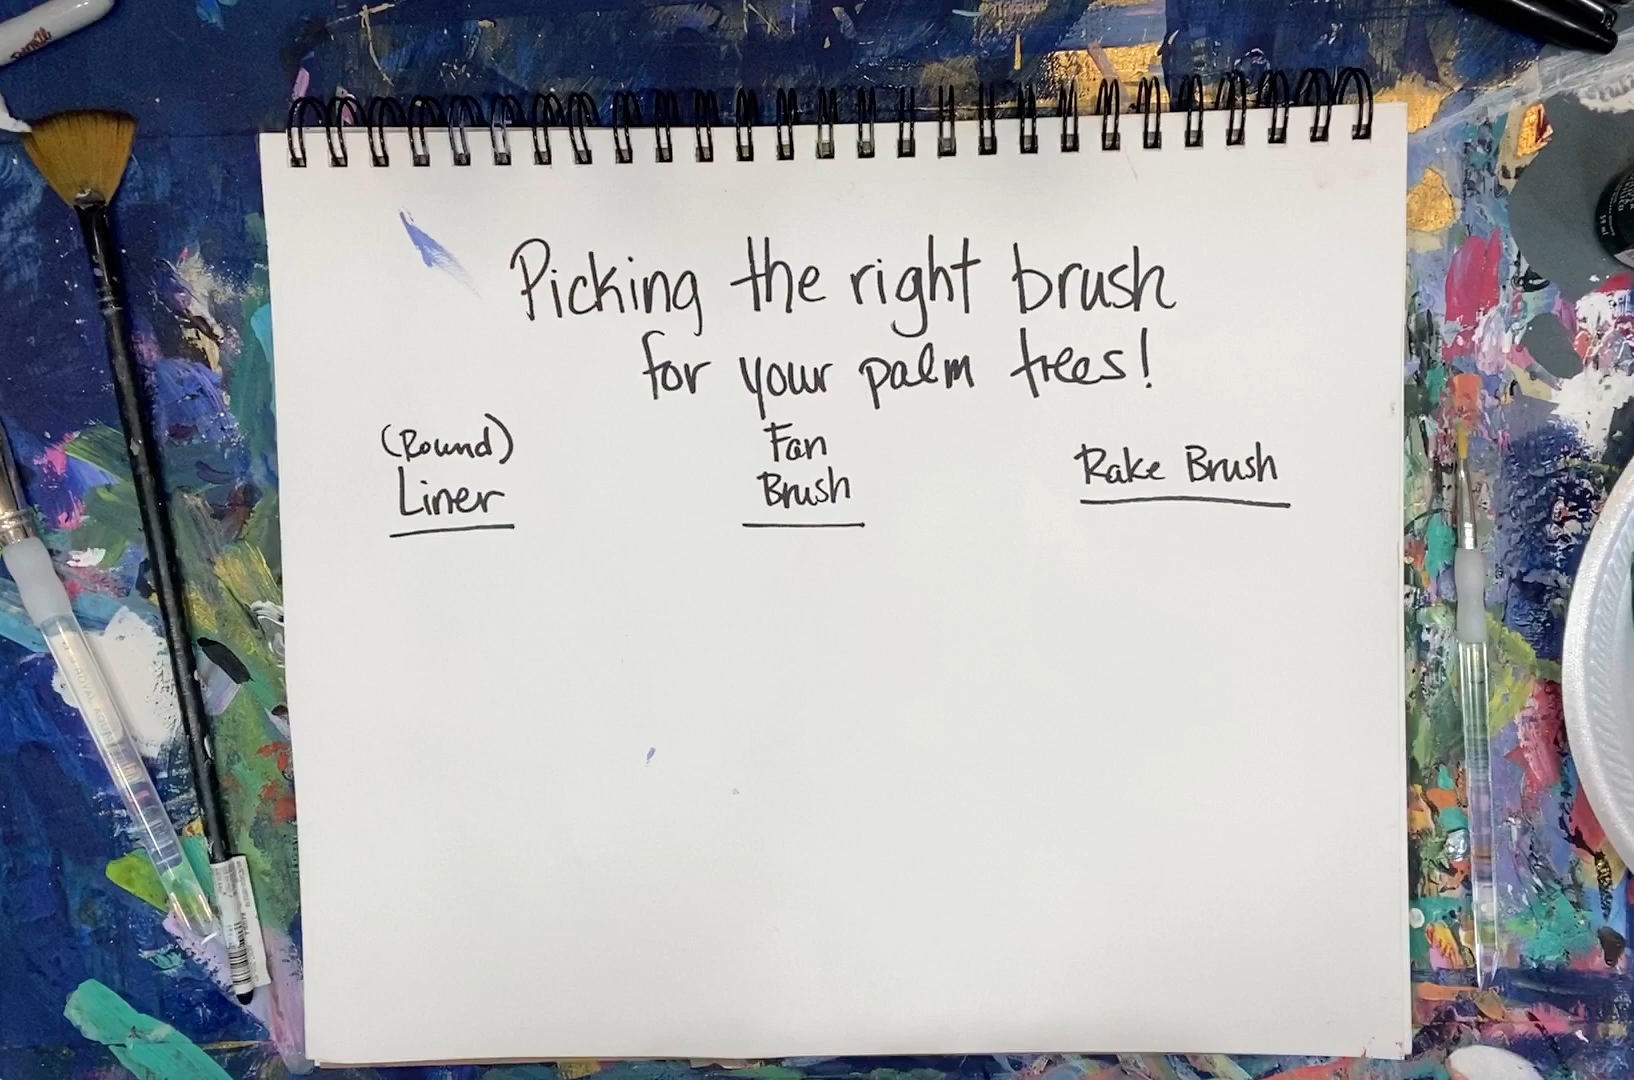 Picking the right brush
for your palm trees!
(Round)
Liner
Fan
Brush
Rake Brush